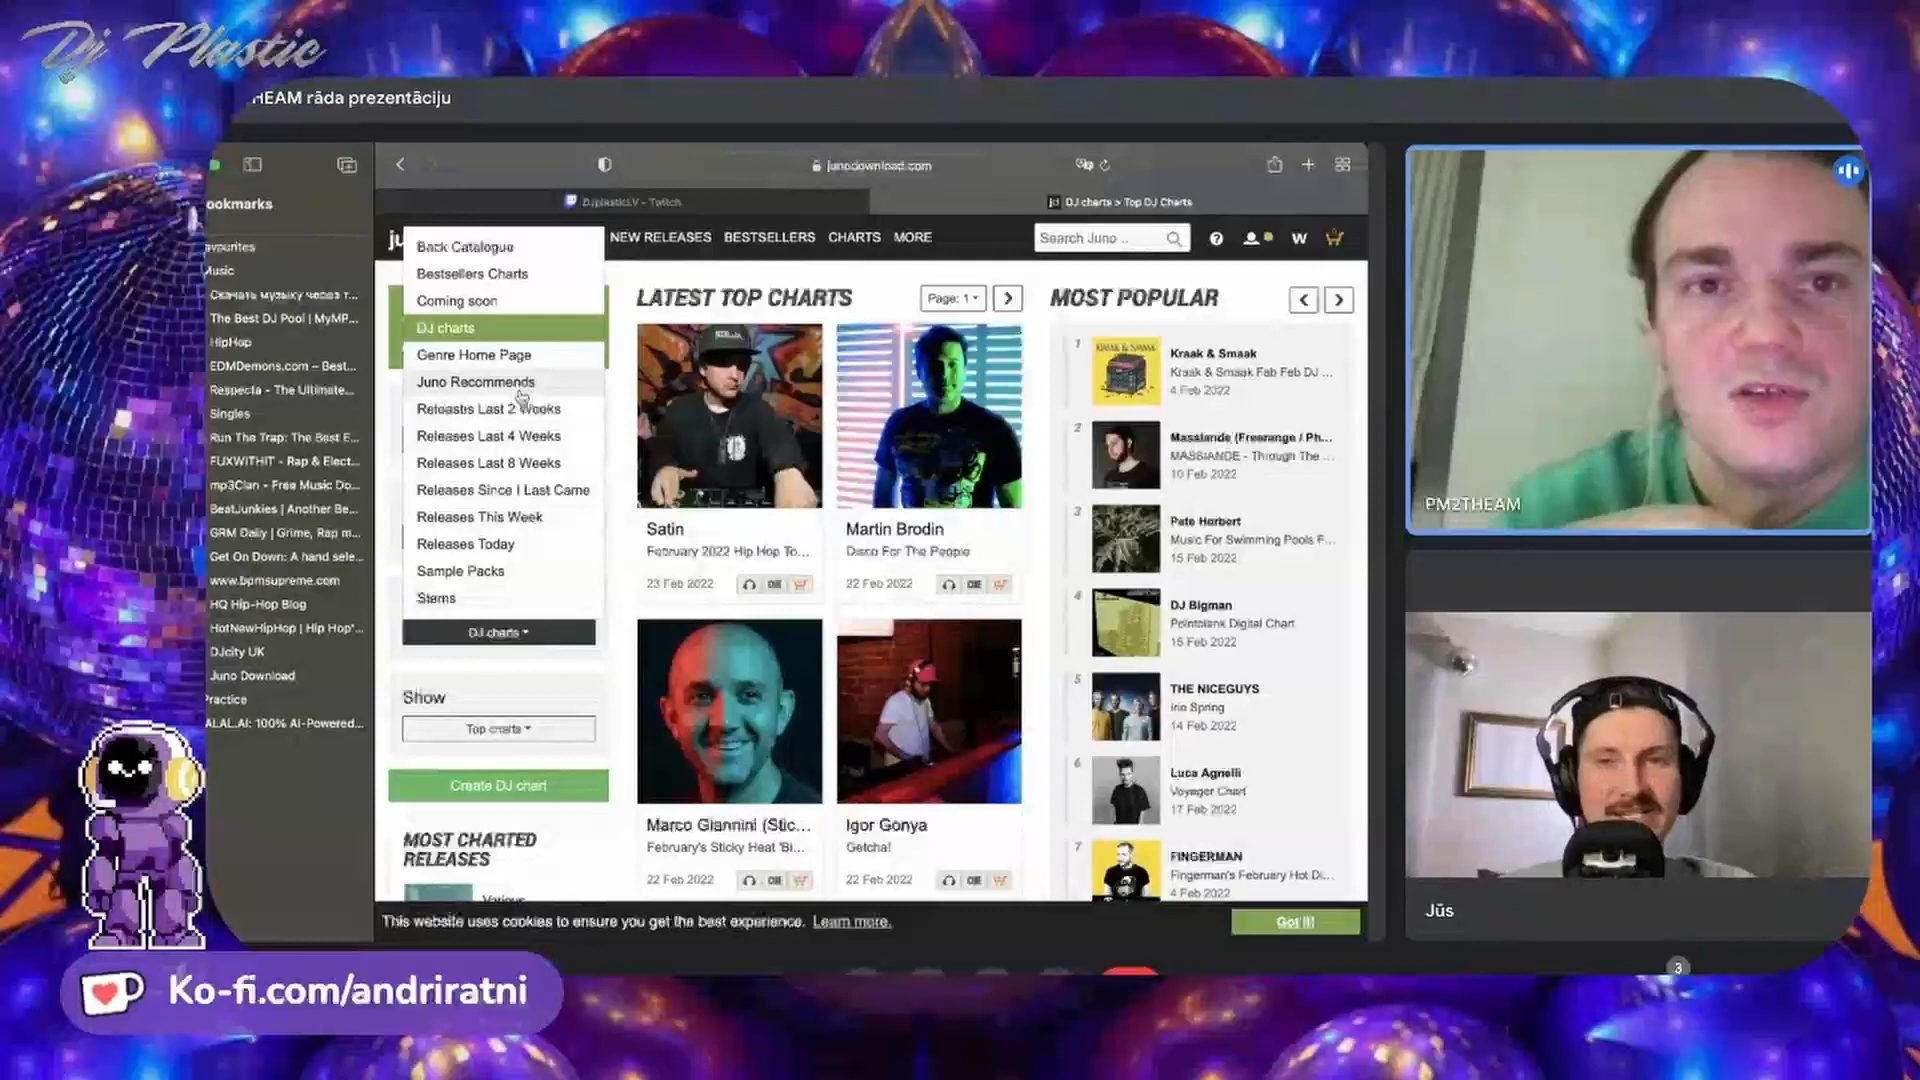 Dj Plastic
HEAM rāda prezentāciju
junodownload.com
DjplasticLV - Twitch
DJ charts > Top DJ Charts
ookmarks
avourites
Music
Скачать музыку через т...
The Best DJ Pool | MyMP...
HipHop
EDMDemons.com – Best...
Respecta - The Ultimate...
Singles
Run The Trap: The Best E...
FUXWITHIT - Rap & Elect...
mp3Clan - Free Music Do...
BeatJunkies | Another Be...
GRM Daily | Grime, Rap m...
Get On Down: A hand sele...
www.bpmsupreme.com
HQ Hip-Hop Blog
HotNewHipHop | Hip Hop'...
DJcity UK
Juno Download
Practice
ALAL.AI: 100% AI-Powered...
ju
NEW RELEASES
BESTSELLERS
CHARTS
MORE
Search Juno ..
W
Back Catalogue
Bestsellers Charts
Coming soon
DJ charts
Genre Home Page
Juno Recommends
Releases Last 2 Weeks
Releases Last 4 Weeks
Releases Last 8 Weeks
Releases Since I Last Came
Releases This Week
Releases Today
Sample Packs
Stems
DJ charts
Show
Top charts
Create DJ chart
MOST CHARTED
RELEASES
Various
LATEST TOP CHARTS
Page: 1
Satin
February 2022 Hip Hop To...
23 Feb 2022
Martin Brodin
Disco For The People
22 Feb 2022
Marco Giannini (Stic...
February's Sticky Heat 'Bi...
22 Feb 2022
Igor Gonya
Getcha!
22 Feb 2022
MOST POPULAR
1
KRAAK & SMAAK
Kraak & Smaak
Kraak & Smaak Fab Feb DJ ...
4 Feb 2022
2
Massiande (Freerange / Ph...
MASSIANDE - Through The ...
10 Feb 2022
3
Pete Herbert
Music For Swimming Pools F...
15 Feb 2022
4
DJ Bigman
Pointblank Digital Chart
15 Feb 2022
5
THE NICEGUYS
Irie Spring
14 Feb 2022
6
Luca Agnelli
Voyager Chart
17 Feb 2022
7
FINGERMAN
Fingerman's February Hot Di...
4 Feb 2022
This website uses cookies to ensure you get the best experience. Learn more.
Got it!
PM2THEAM
Jūs
3
Ko-fi.com/andriratni